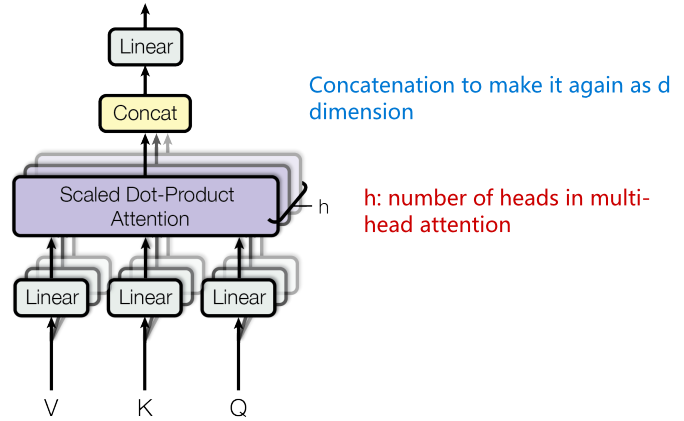 Linear
Concat
Concatenation to make it again as d
dimension
Scaled Dot-Product
Attention
h
h: number of heads in multi-
head attention
Linear
Linear
Linear
V
K
Q